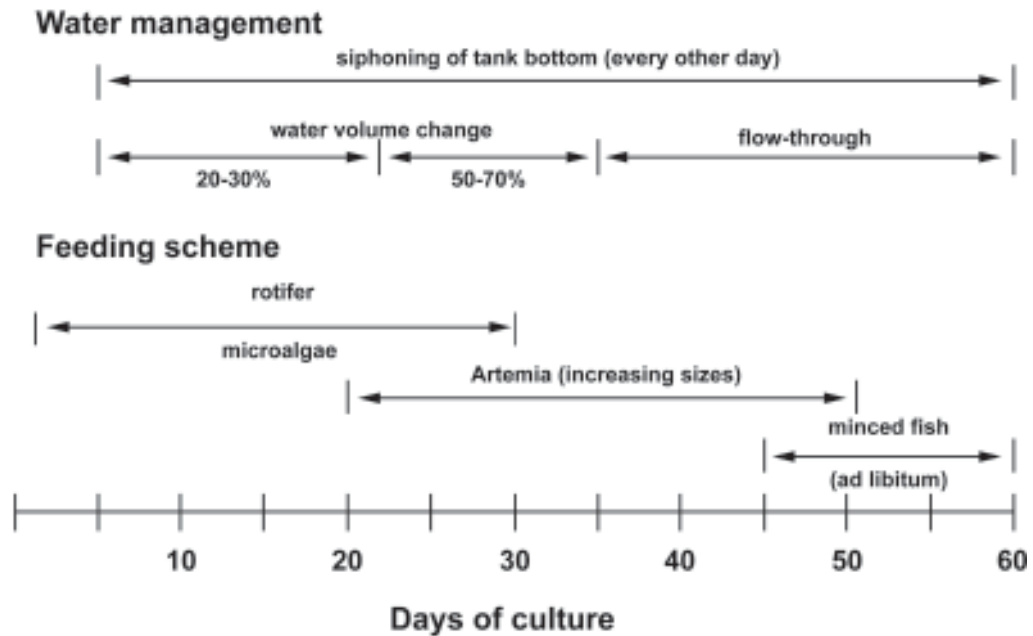 Water management
siphoning of tank bottom (every other day)
water volume change
flow-through
20-30%
50-70%
Feeding scheme
rotifer
microalgae
Artemia (increasing sizes)
minced fish
(ad libitum)
10 20 30 40 50 60
Days of culture